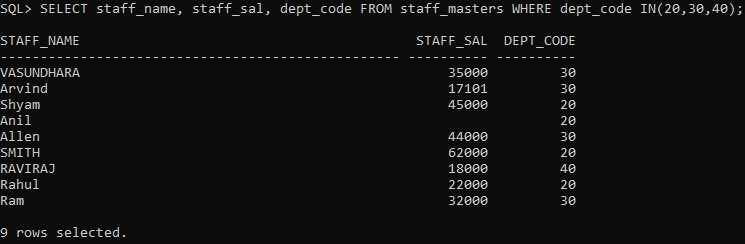 SQL> SELECT staff_name, staff_sal, dept_code FROM staff_masters WHERE dept_code IN(20,30,40);
STAFF_NAME                                          STAFF_SAL  DEPT_CODE
-------------------------------------------------- ---------- ----------
VASUNDHARA                                              35000         30
Arvind                                                  17101         30
Shyam                                                   45000         20
Anil                                                                  20
Allen                                                   44000         30
SMITH                                                   62000         20
RAVIRAJ                                                 18000         40
Rahul                                                   22000         20
Ram                                                     32000         30
9 rows selected.